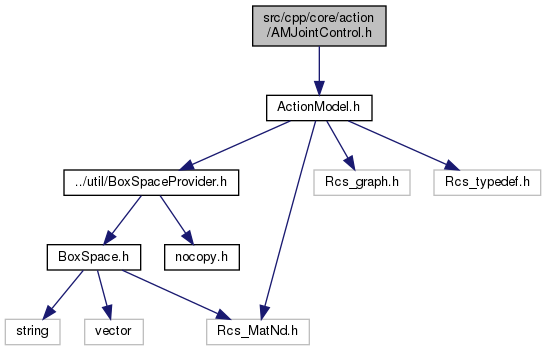 src/cpp/core/action
/AMJointControl.h
ActionModel.h
../util/BoxSpaceProvider.h
Rcs_graph.h
Rcs_typedef.h
BoxSpace.h
nocopy.h
string
vector
Rcs_MatNd.h